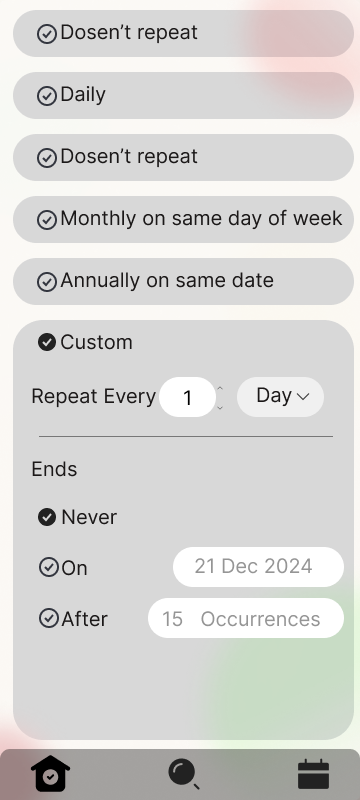 Dosen’t repeat
Daily
Dosen’t repeat
Monthly on same day of week
Annually on same date
Custom
Repeat Every 1 Day
Ends
Never
On 21 Dec 2024
After 15 Occurrences